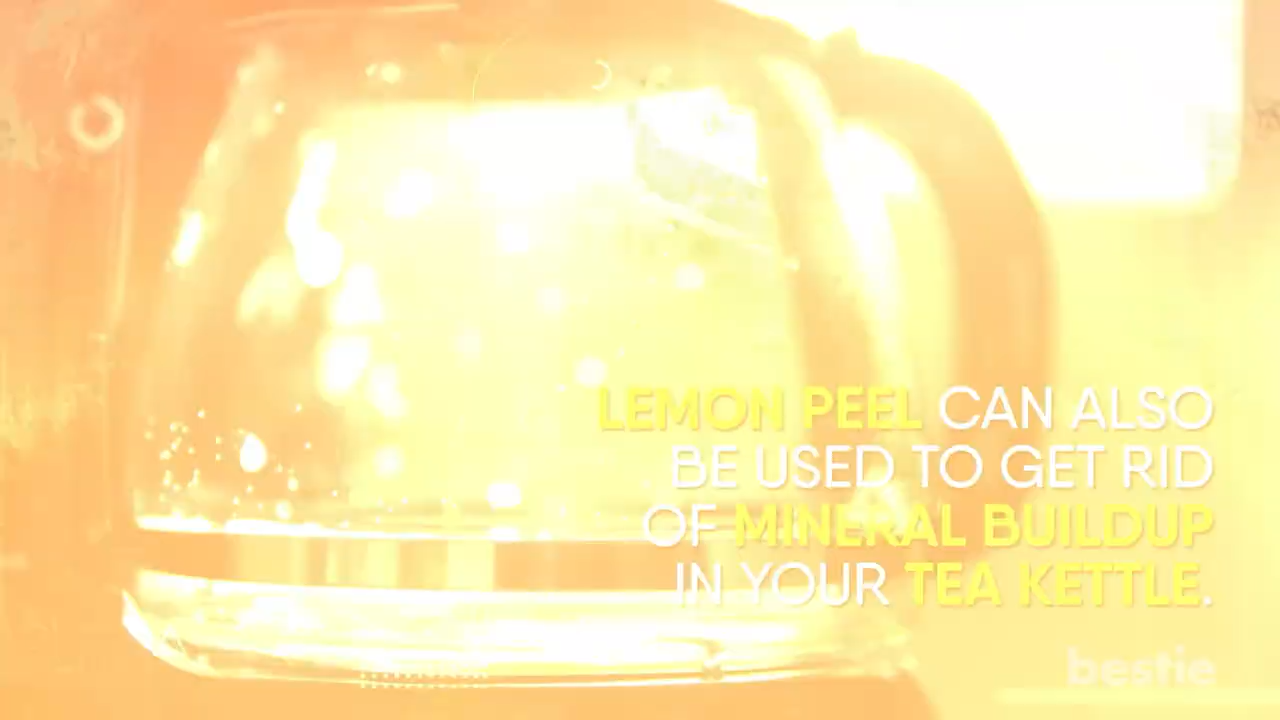 LEMON PEEL CAN ALSO
BE USED TO GET RID
OF MINERAL BUILDUP
IN YOUR TEA KETTLE.
bestie